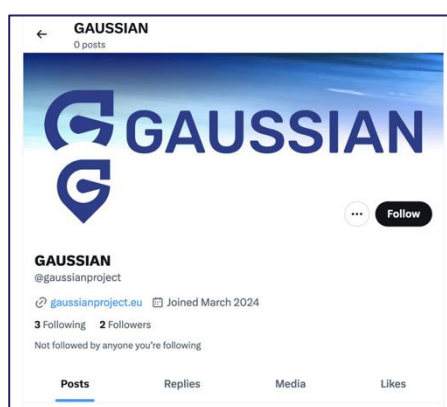 GAUSSIAN
0 posts
GAUSSIAN
Follow
GAUSSIAN
@gaussianproject
gaussianproject.eu Joined March 2024
3 Following 2 Followers
Not followed by anyone you're following
Posts Replies Media Likes